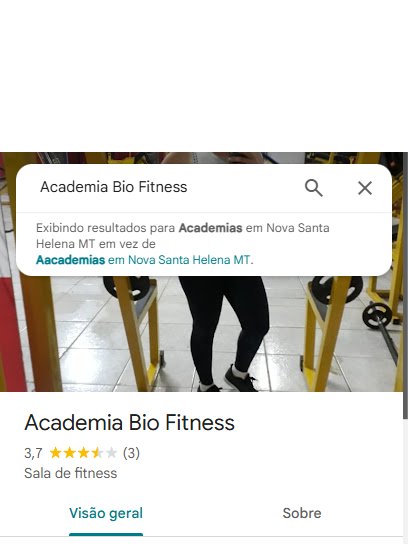 Academia Bio Fitness
Exibindo resultados para Academias em Nova Santa
Helena MT em vez de
Aacademias em Nova Santa Helena MT.
Academia Bio Fitness
3,7 (3)
Sala de fitness
Visão geral Sobre